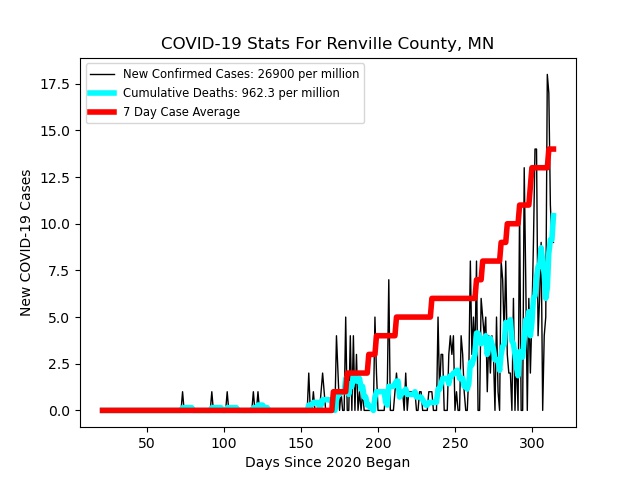 COVID-19 Stats For Renville County, MN
New Confirmed Cases: 26900 per million
Cumulative Deaths: 962.3 per million
7 Day Case Average
New COVID-19 Cases
17.5
15.0
12.5
10.0
7.5
5.0
2.5
0.0
50 100 150 200 250 300
Days Since 2020 Began